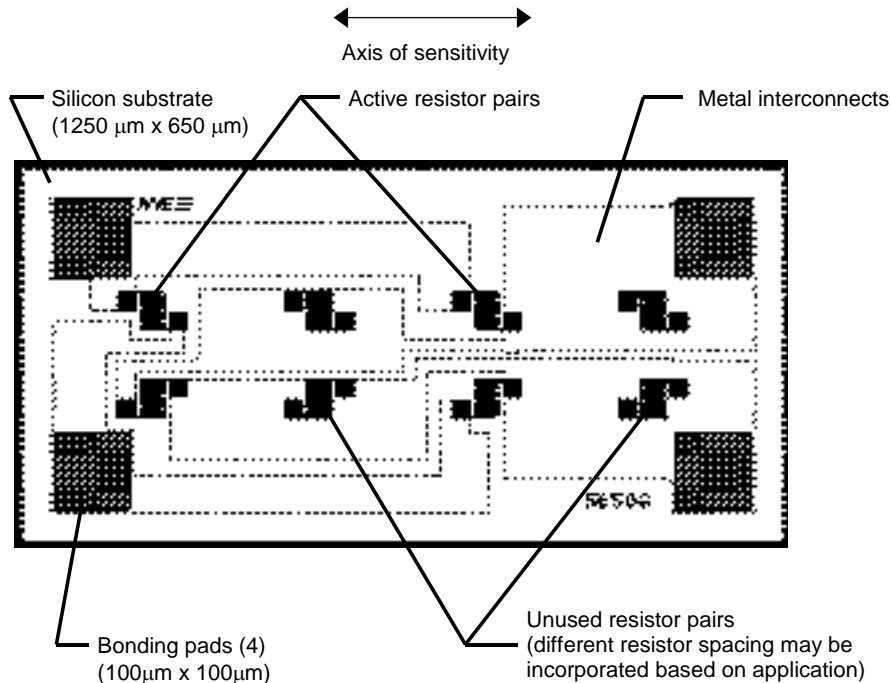 Axis of sensitivity
Silicon substrate
(1250 μm x 650 μm)
Active resistor pairs
Metal interconnects
NVE
Bonding pads (4)
(100μm x 100μm)
Unused resistor pairs
(different resistor spacing may be
incorporated based on application)